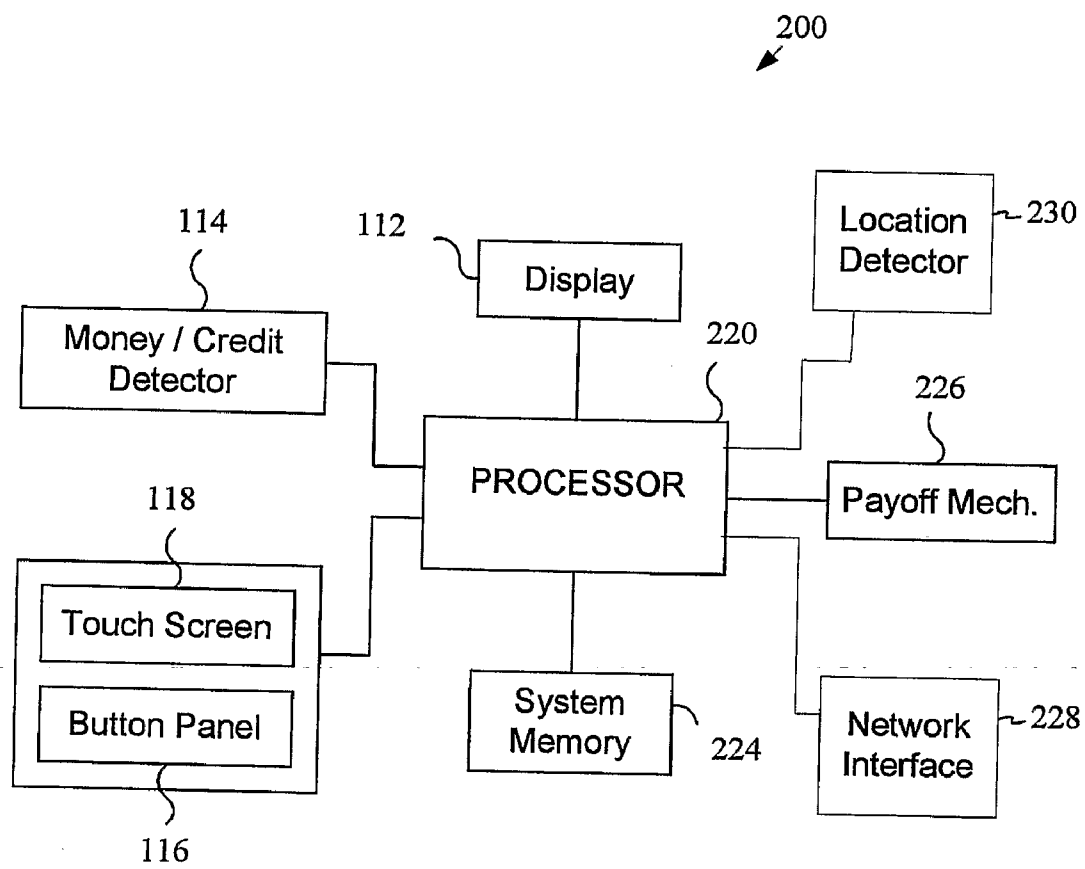 200
114
112
Location
Detector
230
Display
Money / Credit
Detector
220
226
PROCESSOR
Payoff Mech.
118
Touch Screen
System
Memory
224
Button Panel
Network
Interface
228
116